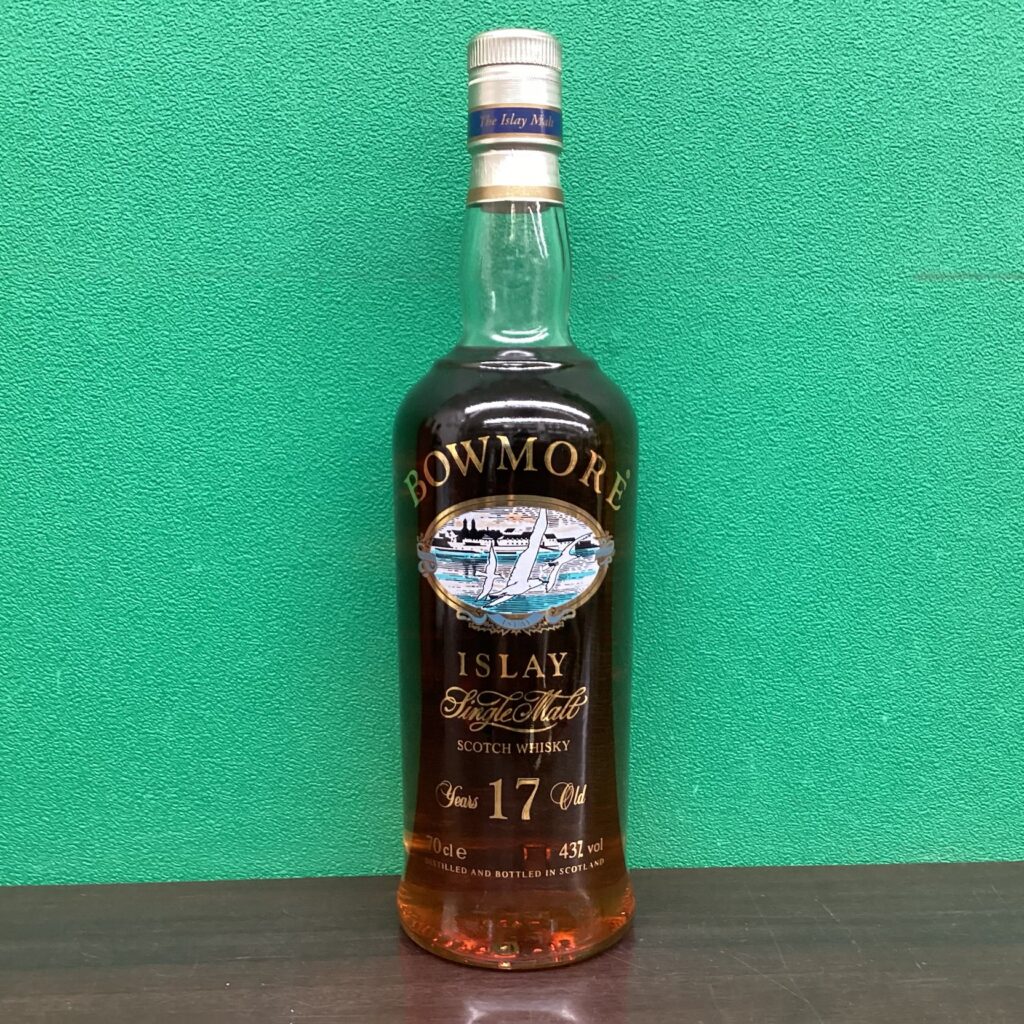 The Islay Malt
BOWMORE
ISLAY
ISLAY
Single Malt
SCOTCH WHISKY
Years 17 Old
70cl e 43% vol
DISTILLED AND BOTTLED IN SCOTLAND